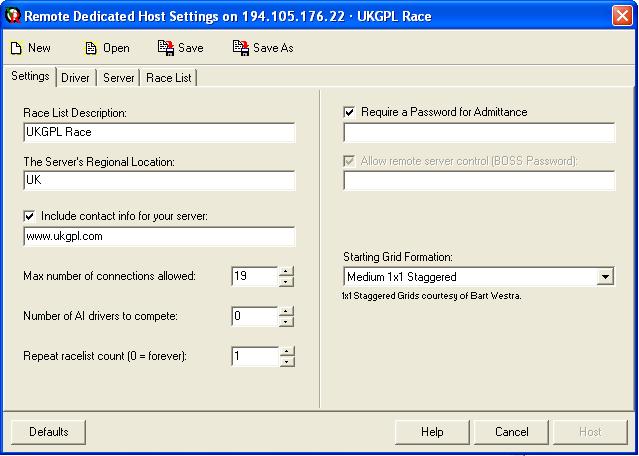 Remote Dedicated Host Settings on 194.105.176.22 · UKGPL Race
New Open Save Save As
Settings Driver Server Race List
Race List Description:
UKGPL Race
The Server's Regional Location:
UK
Include contact info for your server:
www.ukgpl.com
Max number of connections allowed: 19
Number of AI drivers to compete: 0
Repeat racelist count (0 = forever): 1
Require a Password for Admittance
Allow remote server control (BOSS Password):
Starting Grid Formation:
Medium 1x1 Staggered
1x1 Staggered Grids courtesy of Bart Westra.
Defaults Help Cancel Host